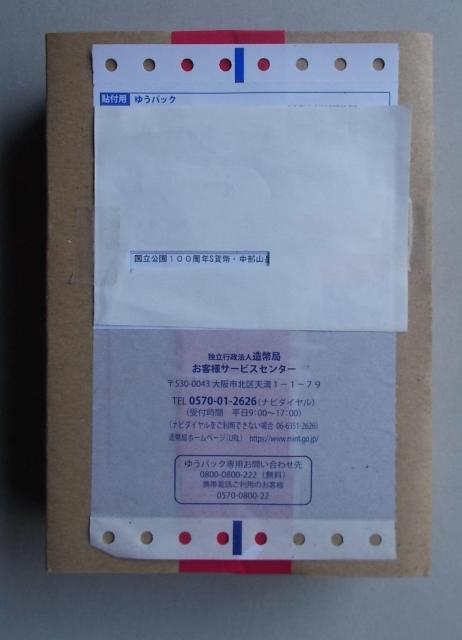 貼付用 ゆうパック
国立公園100周年S貨幣・中部山
独立行政法人造幣局
お客様サービスセンター
〒530-0043 大阪市北区天満1-1-79
TEL 0570-01-2626(ナビダイヤル)
(受付時間 平日9:00～17:00)
(ナビダイヤルをご利用できない場合 06-6351-2626)
造幣局ホームページ(URL) https://www.mint.go.jp/
ゆうパック専用お問い合わせ先
0800-0800-222 (無料)
携帯電話ご利用のお客様
0570-0800-22